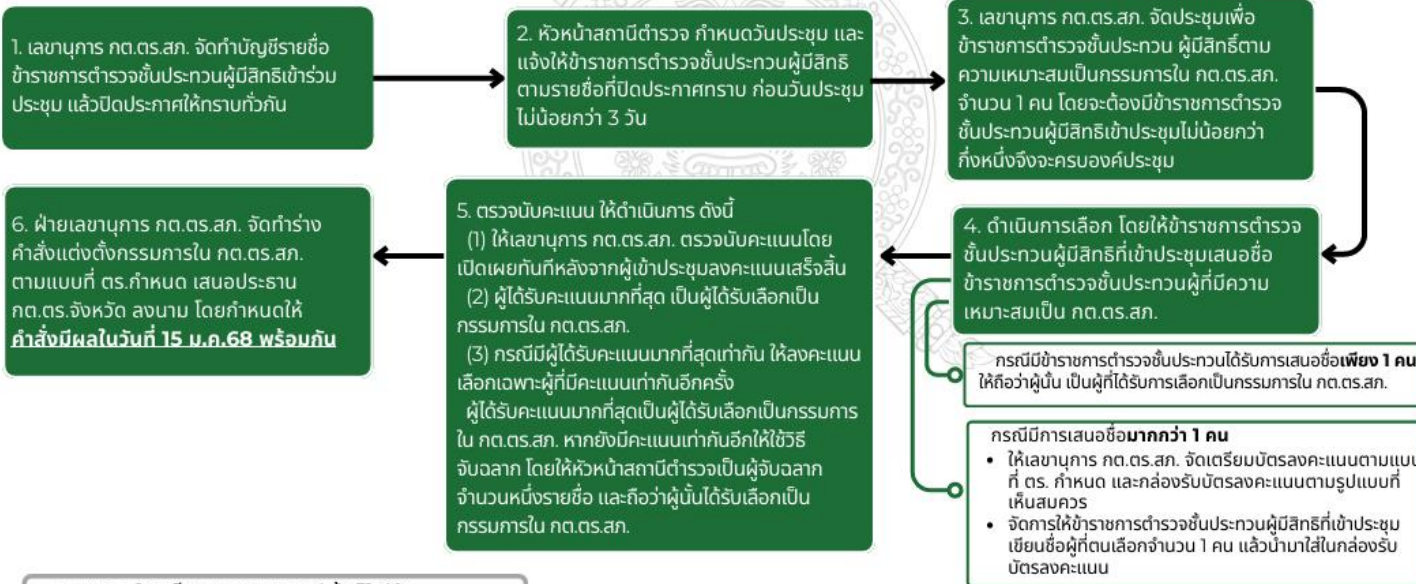 1. เลขานุการ กต.ตร.สภ. จัดทำบัญชีรายชื่อ
ข้าราชการตำรวจชั้นประทวนผู้มีสิทธิเข้าร่วม
ประชุม แล้วปิดประกาศให้ทราบทั่วกัน
2. หัวหน้าสถานีตำรวจ กำหนดวันประชุม และ
แจ้งให้ข้าราชการตำรวจชั้นประทวนผู้มีสิทธิ
ตามรายชื่อที่ปิดประกาศทราบ ก่อนวันประชุม
ไม่น้อยกว่า 3 วัน
3. เลขานุการ กต.ตร.สภ. จัดประชุมเพื่อ
ข้าราชการตำรวจชั้นประทวน ผู้มีสิทธิ์ตาม
ความเหมาะสมเป็นกรรมการใน กต.ตร.สภ.
จำนวน 1 คน โดยจะต้องมีข้าราชการตำรวจ
ชั้นประทวนผู้มีสิทธิเข้าประชุมไม่น้อยกว่า
กึ่งหนึ่งจึงจะครบองค์ประชุม
4. ดำเนินการเลือก โดยให้ข้าราชการตำรวจ
ชั้นประทวนผู้มีสิทธิที่เข้าประชุมเสนอชื่อ
ข้าราชการตำรวจชั้นประทวนผู้ที่มีความ
เหมาะสมเป็น กต.ตร.สภ.
กรณีมีข้าราชการตำรวจชั้นประทวนได้รับการเสนอชื่อเพียง 1 คน
ให้ถือว่าผู้นั้น เป็นผู้ที่ได้รับการเลือกเป็นกรรมการใน กต.ตร.สภ.
กรณีมีการเสนอชื่อมากกว่า 1 คน
• ให้เลขานุการ กต.ตร.สภ. จัดเตรียมบัตรลงคะแนนตามแบบ
ที่ ตร. กำหนด และกล่องรับบัตรลงคะแนนตามรูปแบบที่
เห็นสมควร
• จัดการให้ข้าราชการตำรวจชั้นประทวนผู้มีสิทธิที่เข้าประชุม
เขียนชื่อผู้ที่ตนเลือกจำนวน 1 คน แล้วนำมาใส่ในกล่องรับ
บัตรลงคะแนน
5. ตรวจนับคะแนน ให้ดำเนินการ ดังนี้
(1) ให้เลขานุการ กต.ตร.สภ. ตรวจนับคะแนนโดย
เปิดเผยทันทีหลังจากผู้เข้าประชุมลงคะแนนเสร็จสิ้น
(2) ผู้ได้รับคะแนนมากที่สุด เป็นผู้ได้รับเลือกเป็น
กรรมการใน กต.ตร.สภ.
(3) กรณีมีผู้ได้รับคะแนนมากที่สุดเท่ากัน ให้ลงคะแนน
เลือกเฉพาะผู้ที่มีคะแนนเท่ากันอีกครั้ง
ผู้ได้รับคะแนนมากที่สุดเป็นผู้ได้รับเลือกเป็นกรรมการ
ใน กต.ตร.สภ. หากยังมีคะแนนเท่ากันอีกให้ใช้วิธี
จับฉลาก โดยให้หัวหน้าสถานีตำรวจเป็นผู้จับฉลาก
จำนวนหนึ่งรายชื่อ และถือว่าผู้นั้นได้รับเลือกเป็น
กรรมการใน กต.ตร.สภ.
6. ฝ่ายเลขานุการ กต.ตร.สภ. จัดทำร่าง
คำสั่งแต่งตั้งกรรมการใน กต.ตร.สภ.
ตามแบบที่ ตร.กำหนด เสนอประธาน
กต.ตร.จังหวัด ลงนาม โดยกำหนดให้
คำสั่งมีผลในวันที่ 15 ม.ค.68 พร้อมกัน